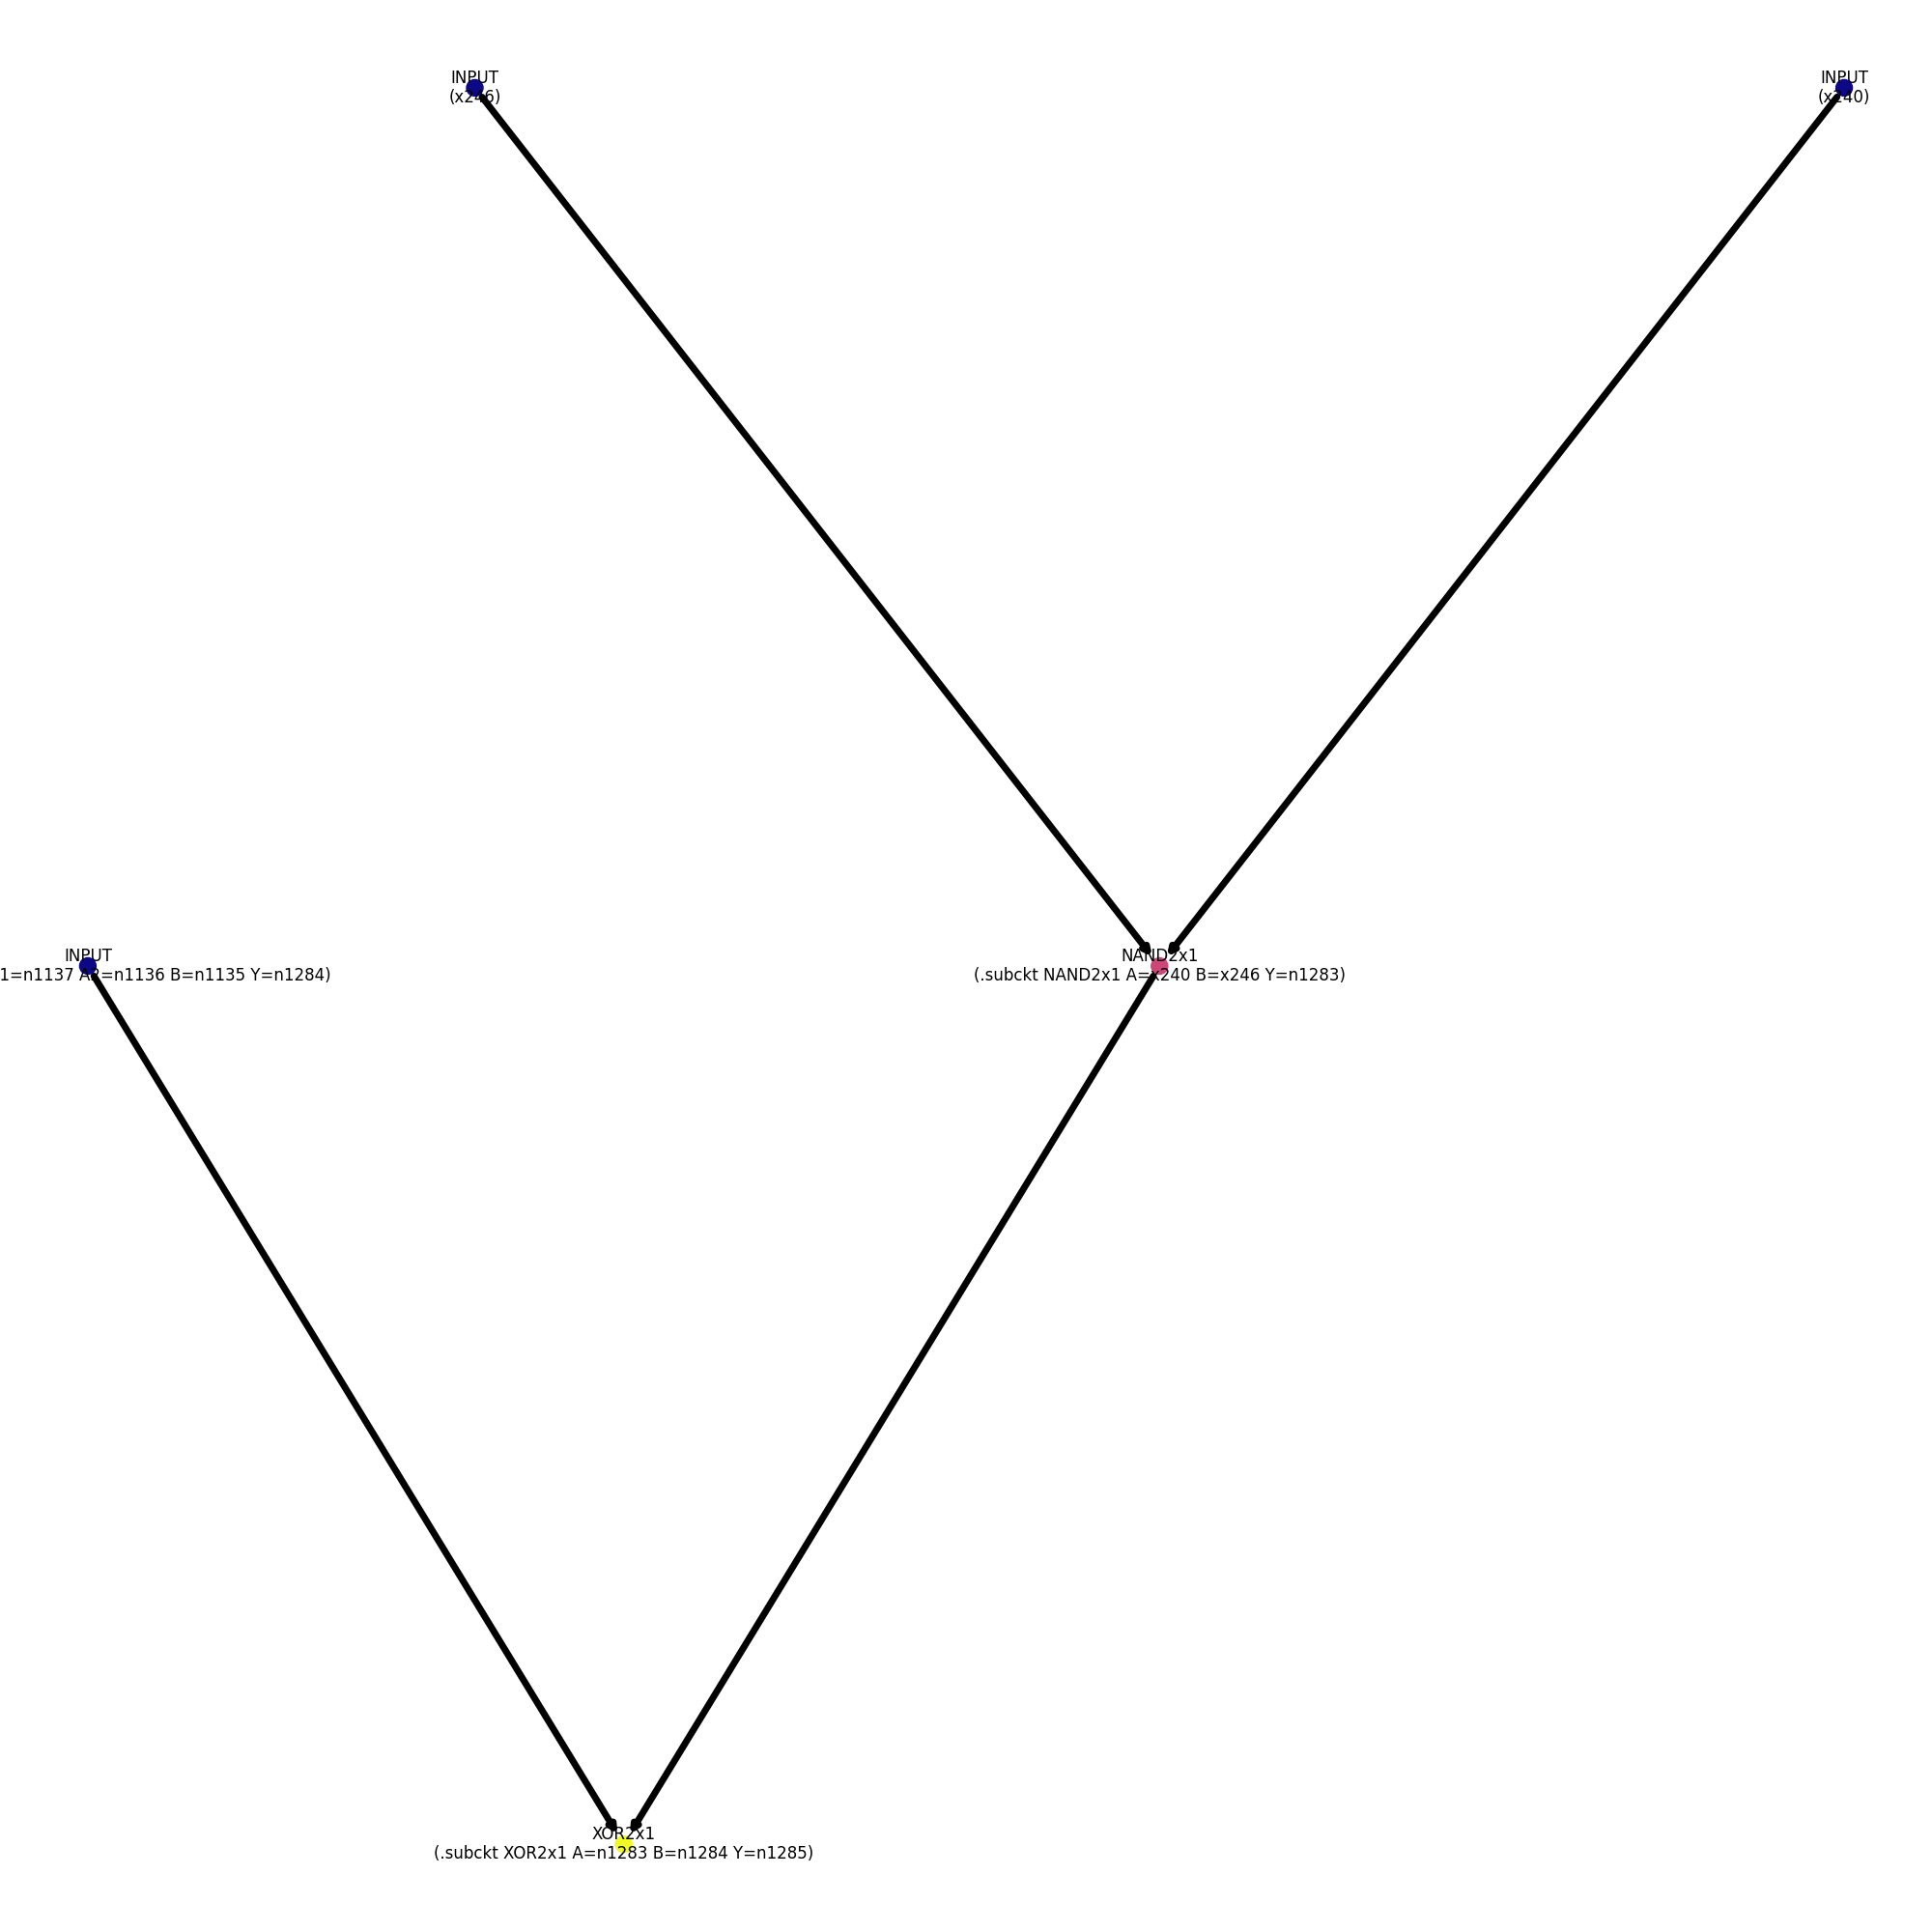 INPUT
(x246)
INPUT
(x240)
INPUT
1=n1137 A2=n1136 B=n1135 Y=n1284)
NAND2x1
(.subckt NAND2x1 A=x240 B=x246 Y=n1283)
XOR2x1
(.subckt XOR2x1 A=n1283 B=n1284 Y=n1285)